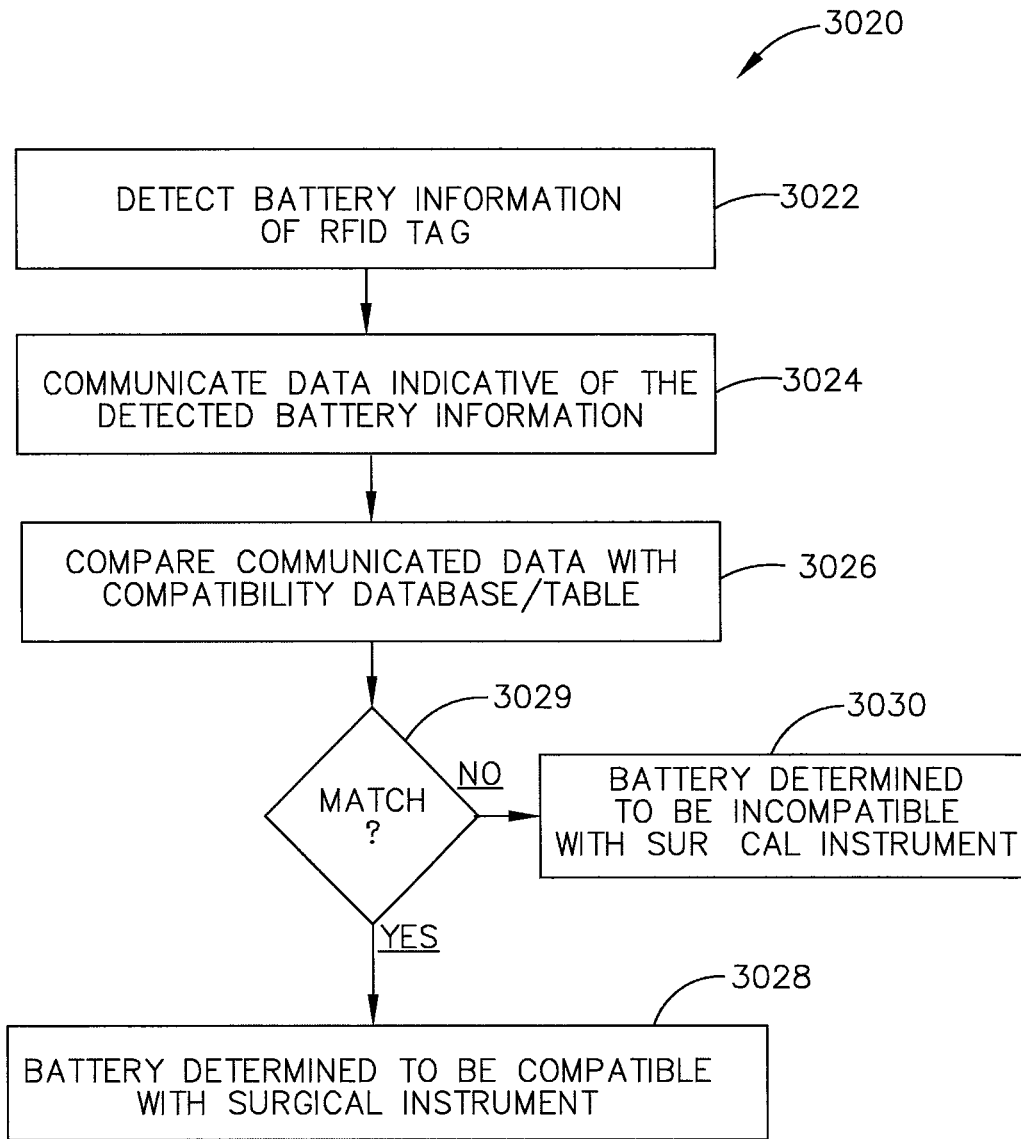 3020
DETECT BATTERY INFORMATION
OF RFID TAG
3022
COMMUNICATE DATA INDICATIVE OF THE
DETECTED BATTERY INFORMATION
3024
COMPARE COMMUNICATED DATA WITH
COMPATIBILITY DATABASE/TABLE
3026
3029
MATCH
?
NO
3030
BATTERY DETERMINED
TO BE INCOMPATIBLE
WITH SUR CAL INSTRUMENT
YES
3028
BATTERY DETERMINED TO BE COMPATIBLE
WITH SURGICAL INSTRUMENT